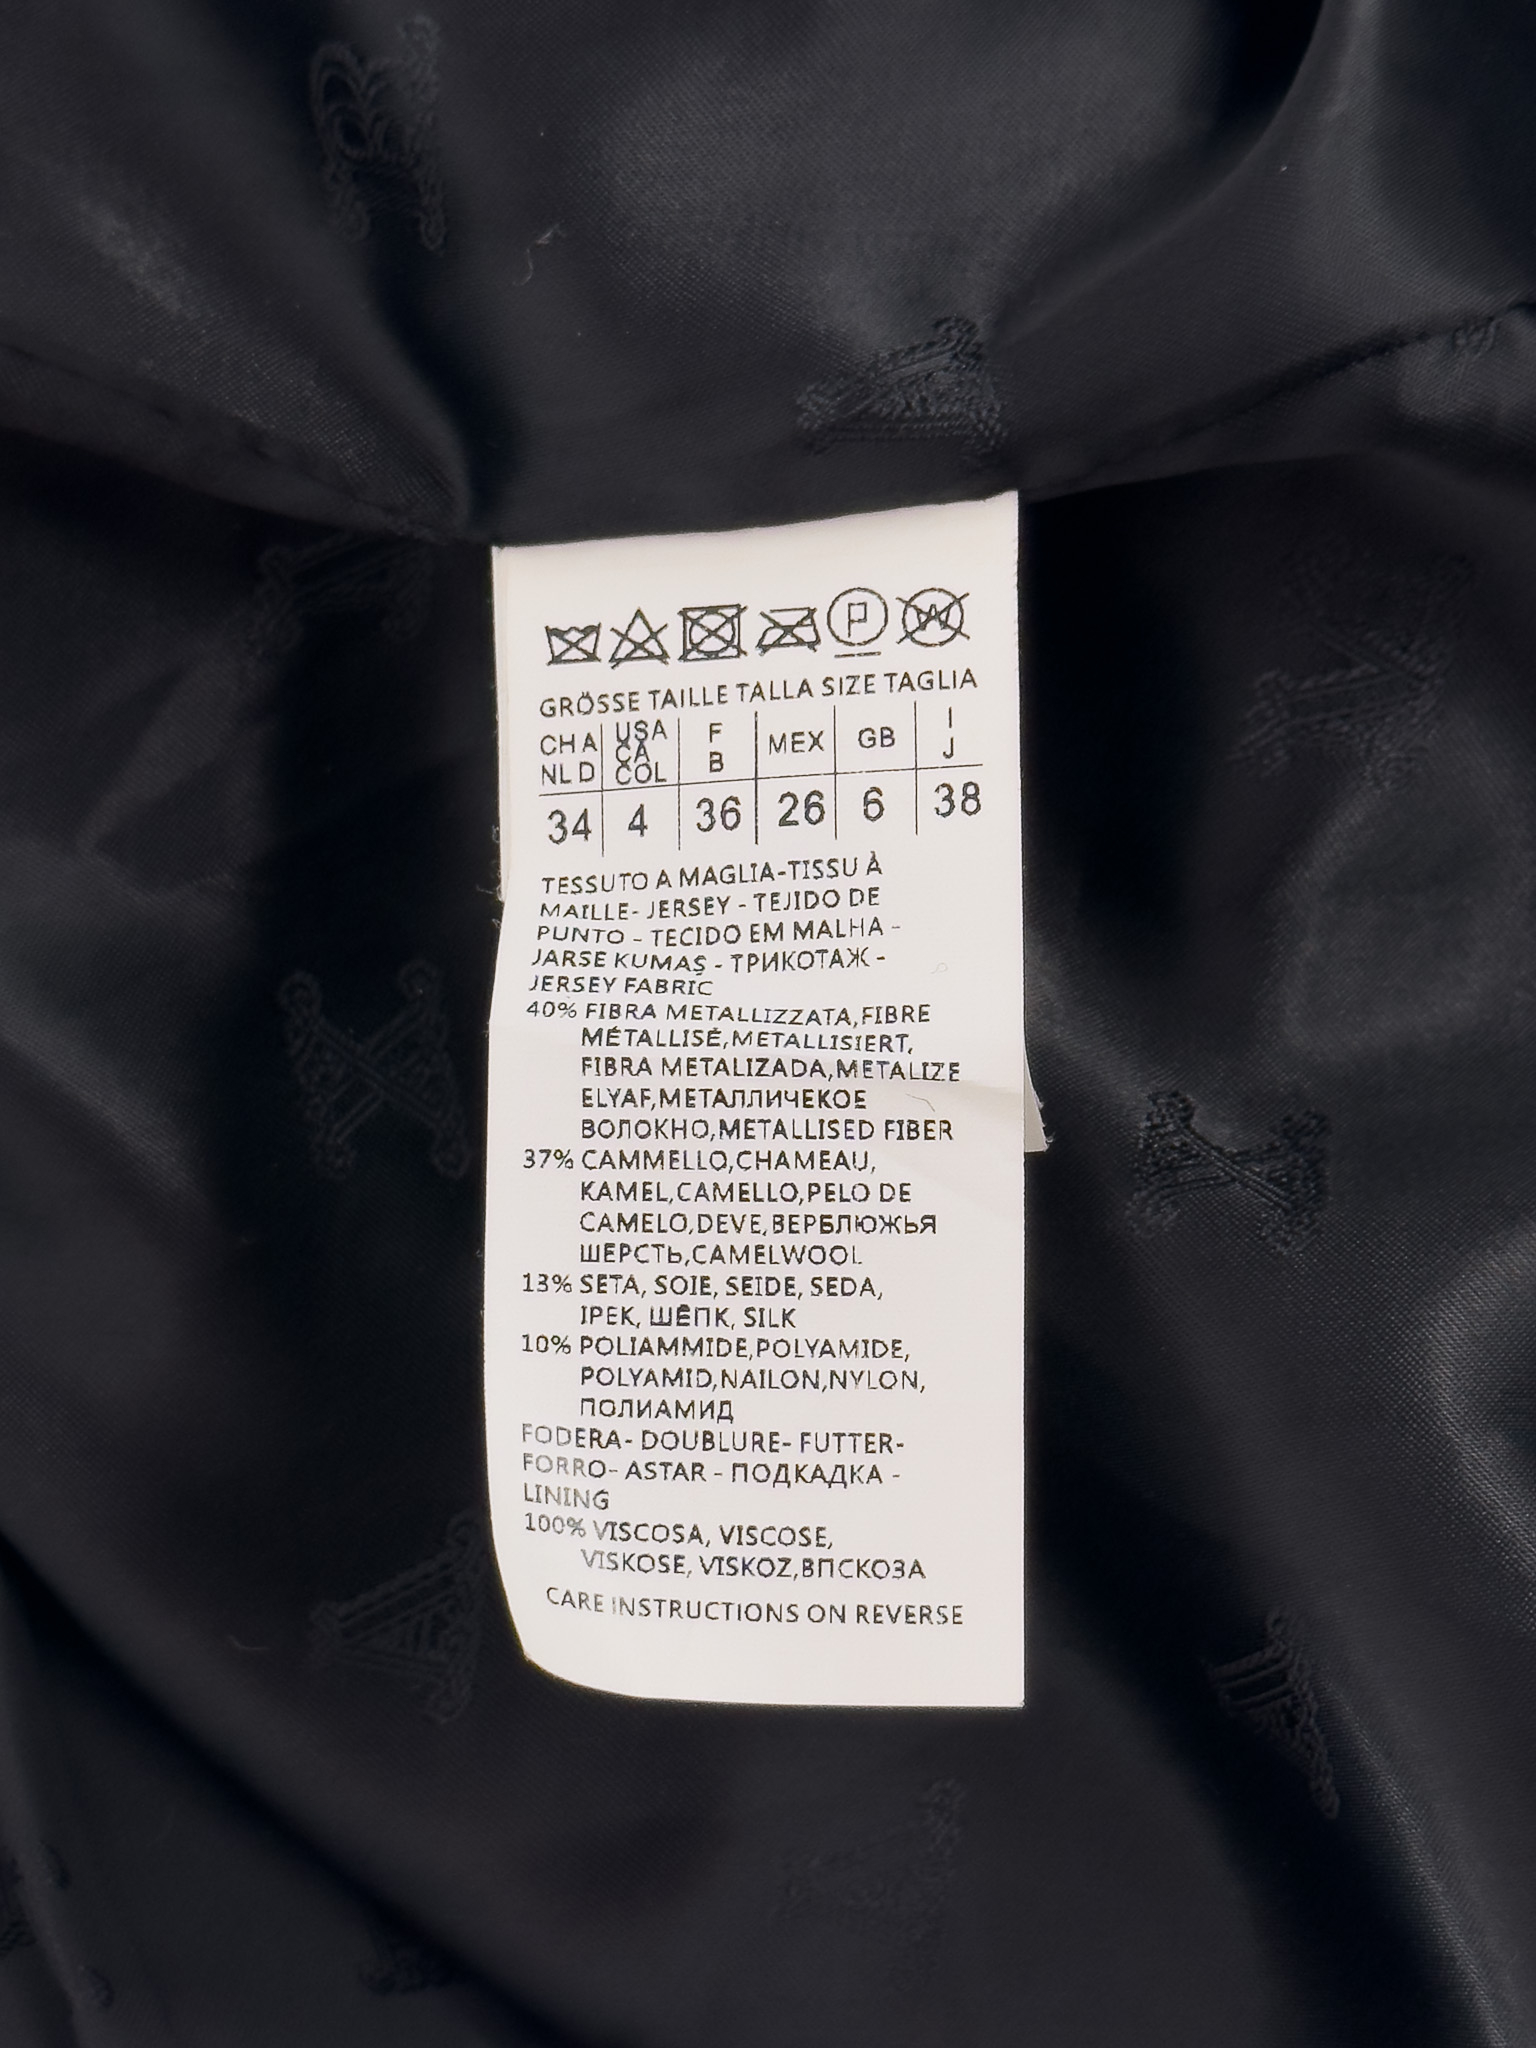 P W
GRÖSSE TAILLE TALLA SIZE TAGLIA
CH A USA F MEX GB I
NL D CA B J
COL
34 4 36 26 6 38
TESSUTO A MAGLIA-TISSU À
MAILLE- JERSEY - TEJIDO DE
PUNTO - TECIDO EM MALHA -
JARSE KUMAŞ - ТРИКОТАЖ -
JERSEY FABRIC
40% FIBRA METALLIZZATA,FIBRE
MÉTALLISÉ,METALLISIERT,
FIBRA METALIZADA,METALIZE
ELYAF,МЕТАЛЛИЧЕКОЕ
ВОЛОКНО,METALLISED FIBER
37% CAMMELLO,CHAMEAU,
KAMEL,CAMELLO,PELO DE
CAMELO,DEVE,ВЕРБЛЮЖЬЯ
ШЕРСТЬ,CAMELWOOL
13% SETA, SOIE, SEIDE, SEDA,
IPEK, ШЁПК, SILK
10% POLIAMMIDE,POLYAMIDE,
POLYAMID,NAILON,NYLON,
ПОЛИАМИД
FODERA- DOUBLURE- FUTTER-
FORRO- ASTAR - ПОДКАДКА -
LINING
100% VISCOSA, VISCOSE,
VISKOSE, VISKOZ,ВПСКОЗА
CARE INSTRUCTIONS ON REVERSE